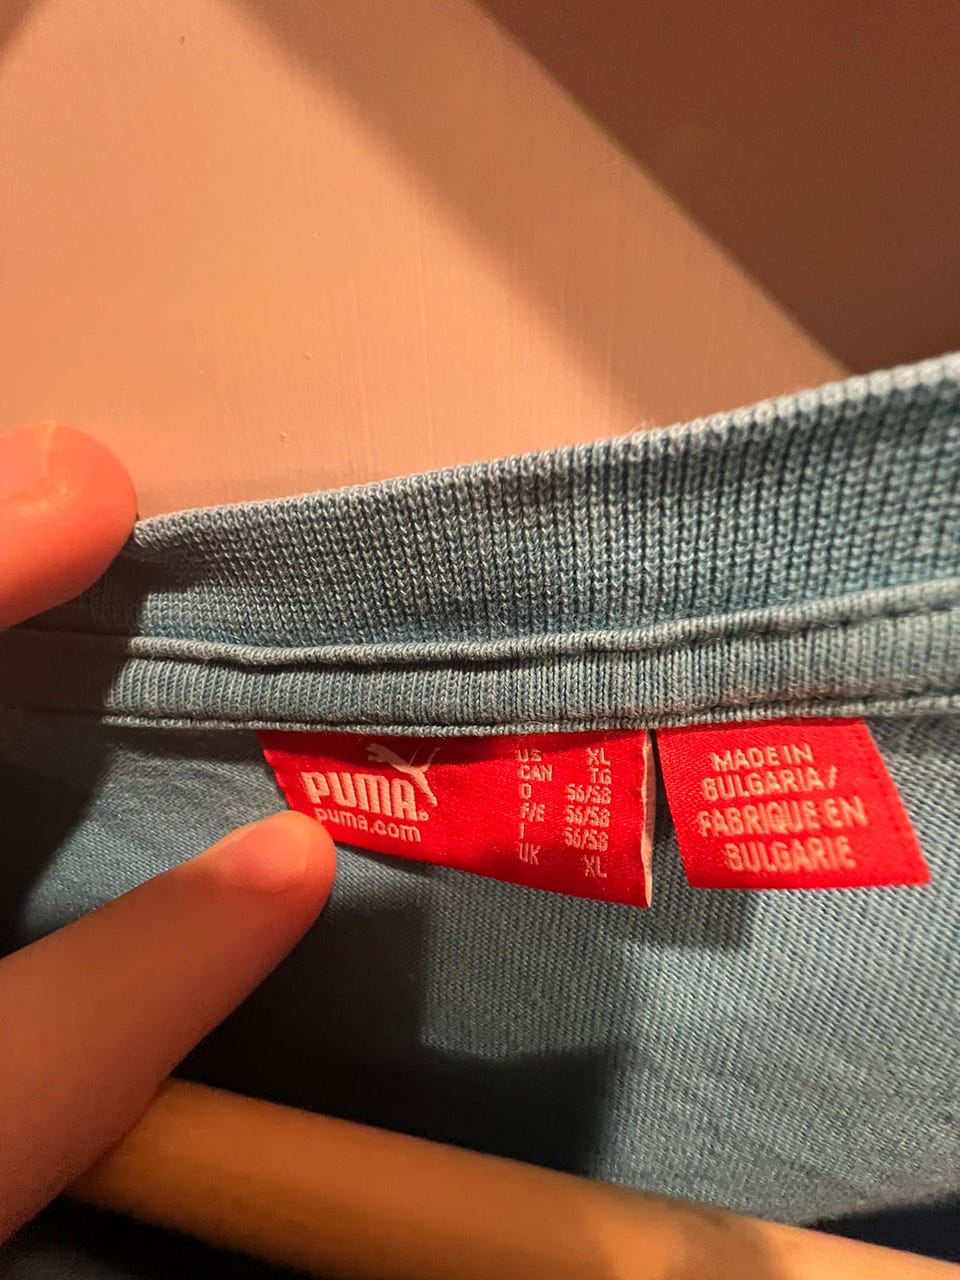 PUMA®
puma.com
US XL
CAN TG
D 56/58
F/E 56/58
I 56/58
UK XL
MADE IN
BULGARIA/
FABRIQUE EN
BULGARIE